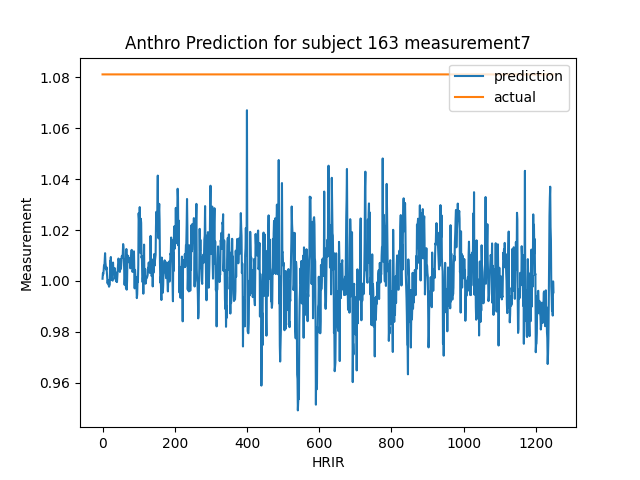 Anthro Prediction for subject 163 measurement7
prediction
actual
Measurement
1.08
1.06
1.04
1.02
1.00
0.98
0.96
0 200 400 600 800 1000 1200
HRIR